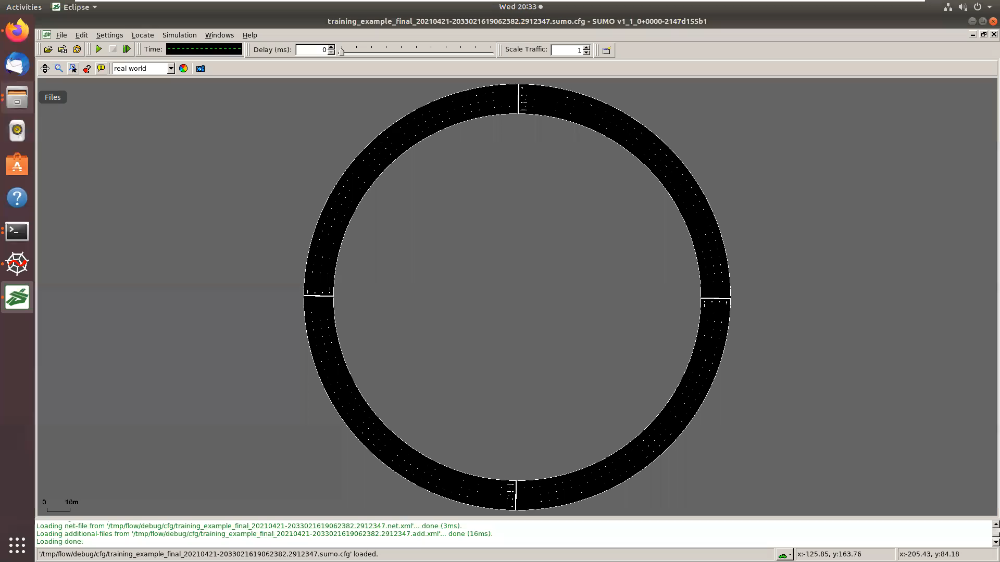 Activities Eclipse Wed 20:33
training_example_final_20210421-2033021619062382.2912347.sumo.cfg - SUMO v1_1_0+0000-2147d155b1
File Edit Settings Locate Simulation Windows Help
Time: Delay (ms): 0 Scale Traffic: 1
real world
Files
0 10m
Loading net-file from '/tmp/flow/debug/cfg/training_example_final_20210421-2033021619062382.2912347.net.xml'... done (3ms).
Loading additional-files from '/tmp/flow/debug/cfg/training_example_final_20210421-2033021619062382.2912347.add.xml'... done (16ms).
Loading done.
'/tmp/flow/debug/cfg/training_example_final_20210421-2033021619062382.2912347.sumo.cfg' loaded. - x:-125.85, y:163.76 x:-205.43, y:84.18